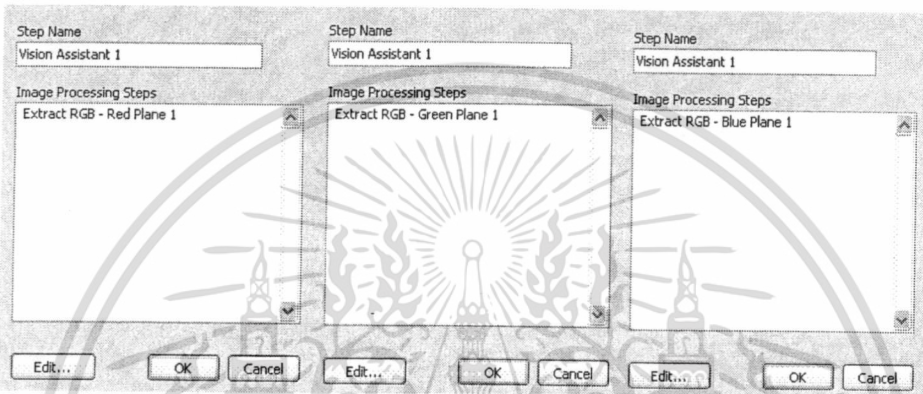 Step Name
Vision Assistant 1
Image Processing Steps
Extract RGB - Red Plane 1
Edit...
OK
Cancel
Step Name
Vision Assistant 1
Image Processing Steps
Extract RGB - Green Plane 1
Edit...
OK
Cancel
Step Name
Vision Assistant 1
Image Processing Steps
Extract RGB - Blue Plane 1
Edit...
OK
Cancel